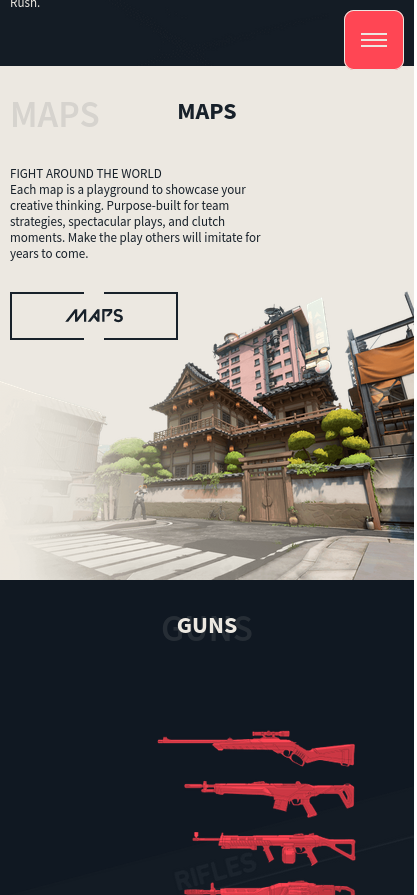 Rush.
MAPS
MAPS
FIGHT AROUND THE WORLD
Each map is a playground to showcase your
creative thinking. Purpose-built for team
strategies, spectacular plays, and clutch
moments. Make the play others will imitate for
years to come.
MAPS
GUNS
GUNS
RIFLES